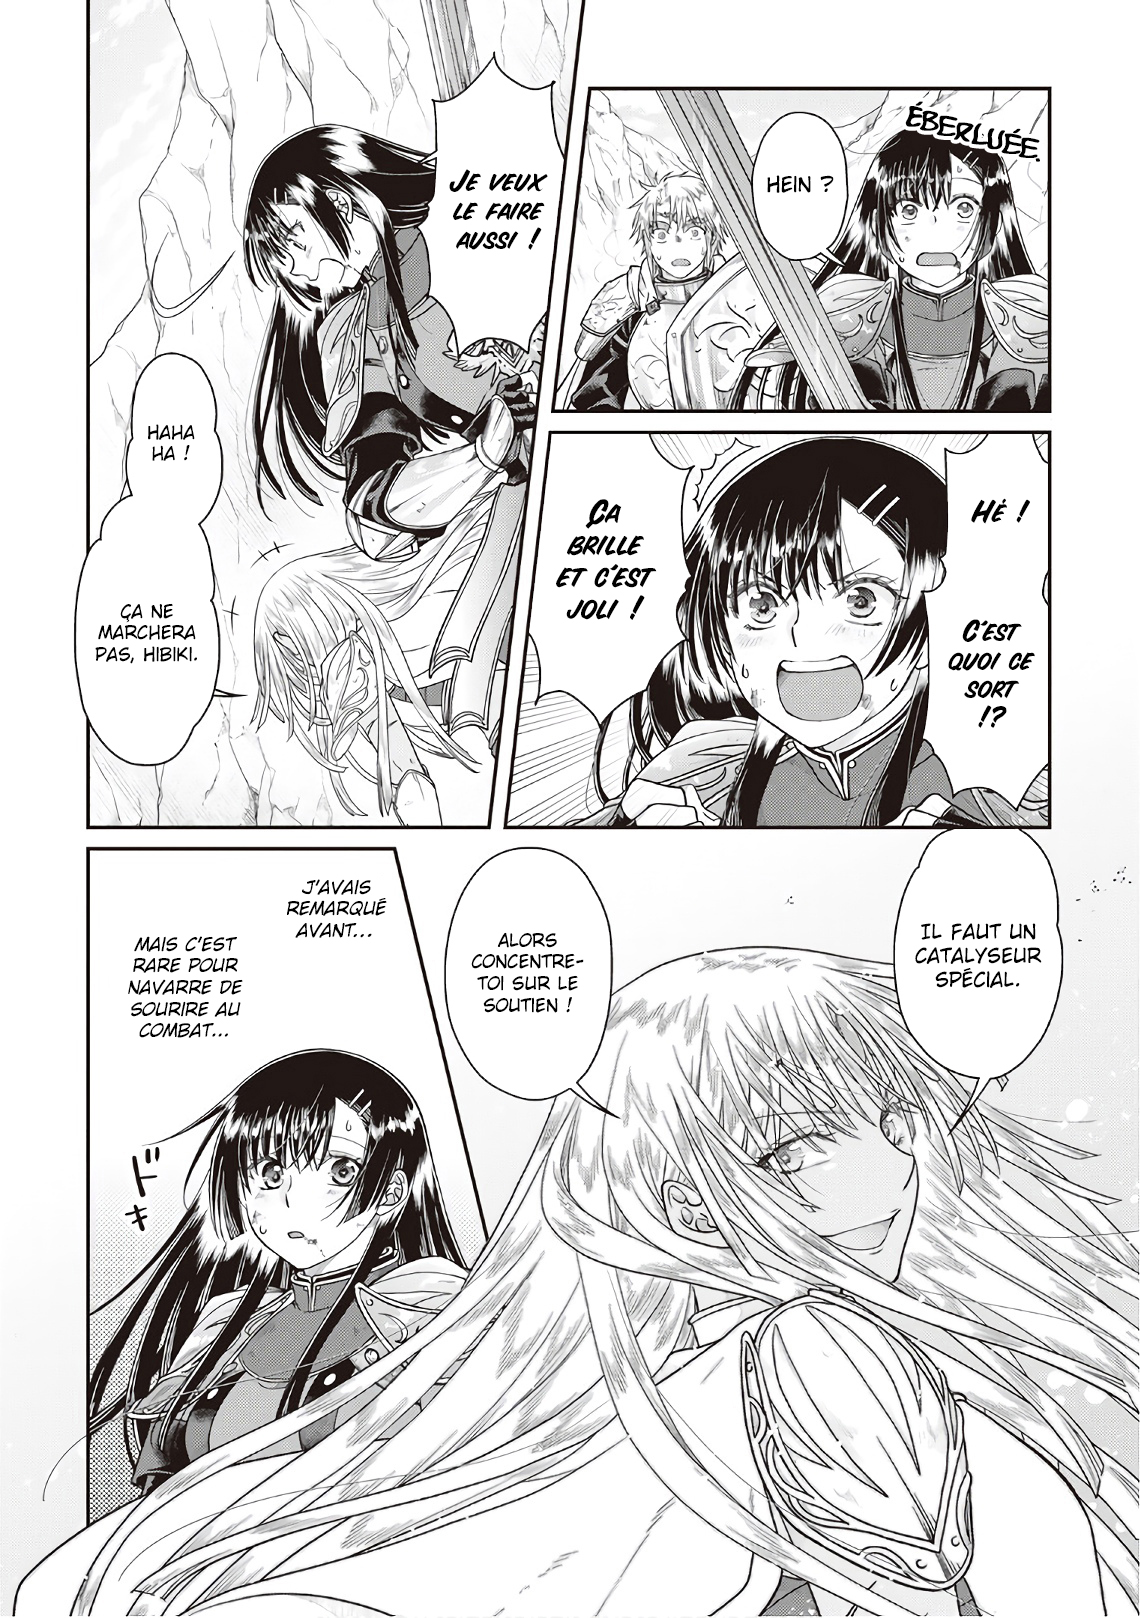 ÉBERLUÉE.
HEIN ?
HÉ !
C'EST
QUOI CE
SORT
!?
ÇA
BRILLE
ET C'EST
JOLI !
JE VEUX
LE FAIRE
AUSSI !
HAHA
HA !
ÇA NE
MARCHERA
PAS, HIBIKI.
IL FAUT UN
CATALYSEUR
SPÉCIAL.
ALORS
CONCENTRE-
TOI SUR LE
SOUTIEN !
J'AVAIS
REMARQUÉ
AVANT...
MAIS C'EST
RARE POUR
NAVARRE DE
SOURIRE AU
COMBAT...
ドキ